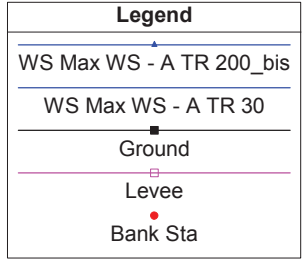 Legend
WS Max WS - A TR 200_bis
WS Max WS - A TR 30
Ground
Levee
Bank Sta